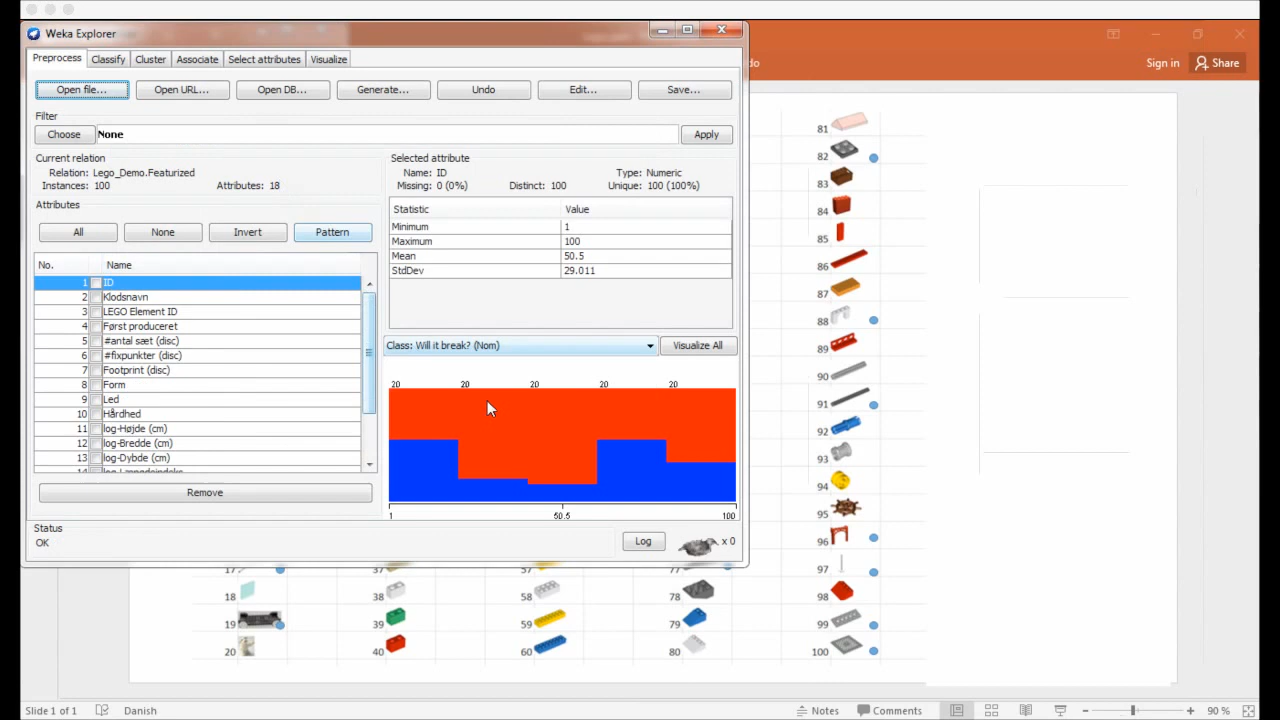 Weka Explorer
Preprocess Classify Cluster Associate Select attributes Visualize
Open file... Open URL... Open DB... Generate... Undo Edit... Save...
Filter
Choose None Apply
Current relation
Relation: Lego_Demo.Featurized
Instances: 100 Attributes: 18
Attributes
All None Invert Pattern
No. Name
1 ID
2 Klodsnavn
3 LEGO Element ID
4 Først produceret
5 #antal sæt (disc)
6 #fixpunkter (disc)
7 Footprint (disc)
8 Form
9 Led
10 Hårdhed
11 log-Højde (cm)
12 log-Bredde (cm)
13 log-Dybde (cm)
Remove
Status
OK
Selected attribute
Name: ID Type: Numeric
Missing: 0 (0%) Distinct: 100 Unique: 100 (100%)
Statistic Value
Minimum 1
Maximum 100
Mean 50.5
StdDev 29.011
Class: Will it break? (Nom) Visualize All
20 20 20 20 20
1 50.5 100
Log x 0
do
Sign in Share
81
82
83
84
85
86
87
88
89
90
91
92
93
94
95
96
97
17 37 57 77
18 38 58 78 98
19 39 59 79 99
20 40 60 80 100
Slide 1 of 1 Danish Notes Comments 90 %